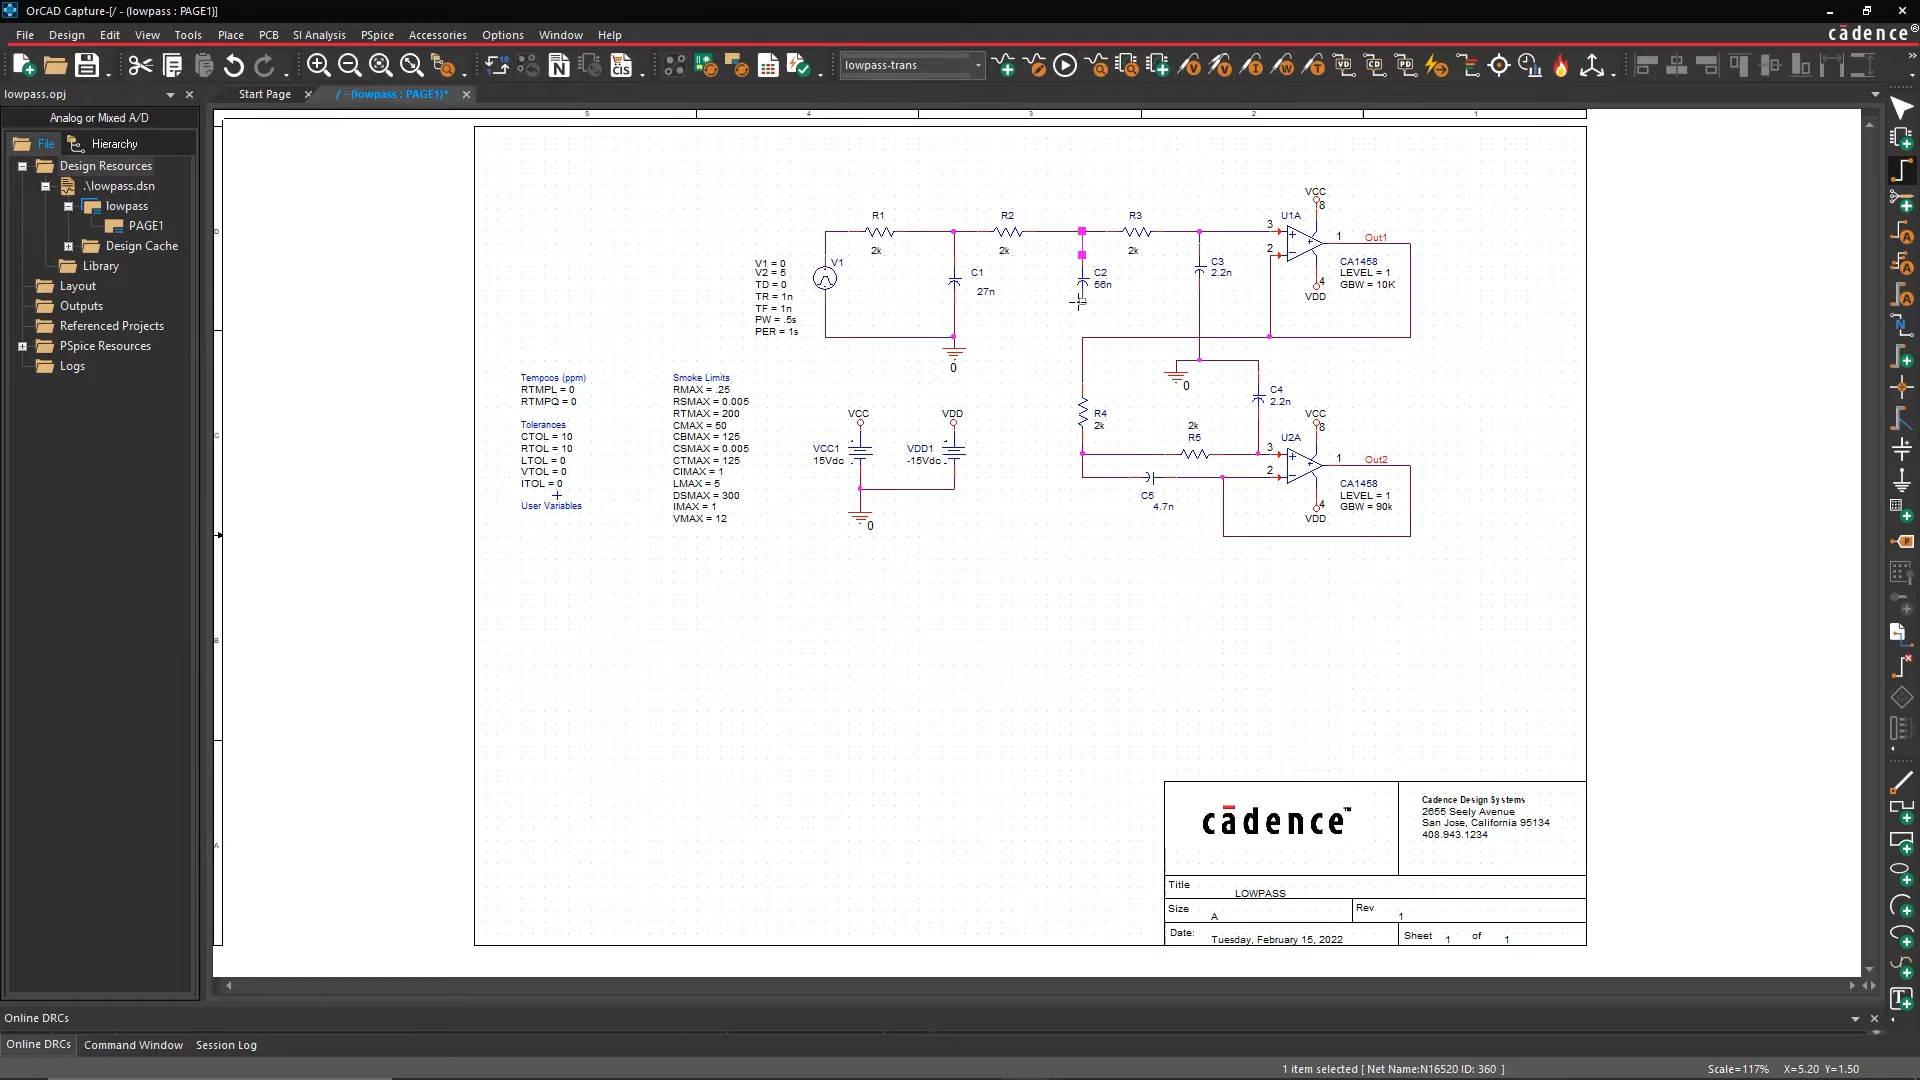 OrCAD Capture-[/ - (lowpass : PAGE1)]
File Design Edit View Tools Place PCB SI Analysis PSpice Accessories Options Window Help
cādence®
lowpass-trans
lowpass.opj
Start Page
/ - (lowpass : PAGE1)*
Analog or Mixed A/D
File
Hierarchy
Design Resources
.\lowpass.dsn
lowpass
PAGE1
Design Cache
Library
Layout
Outputs
Referenced Projects
PSpice Resources
Logs
5 4 3 2 1
D
C
B
A
R1
2k
R2
2k
R3
2k
V1 = 0
V2 = 5
TD = 0
TR = 1n
TF = 1n
PW = .5s
PER = 1s
V1
C1
27n
0
C2
56n
C3
2.2n
0
VCC
8
U1A
3
2
1
Out1
CA1458
LEVEL = 1
GBW = 10K
4
VDD
Tempcos (ppm)
RTMPL = 0
RTMPQ = 0
Tolerances
CTOL = 10
RTOL = 10
LTOL = 0
VTOL = 0
ITOL = 0
User Variables
Smoke Limits
RMAX = .25
RSMAX = 0.005
RTMAX = 200
CMAX = 50
CBMAX = 125
CSMAX = 0.005
CTMAX = 125
CIMAX = 1
LMAX = 5
DSMAX = 300
IMAX = 1
VMAX = 12
VCC
VCC1
15Vdc
0
VDD
VDD1
-15Vdc
R4
2k
2k
R5
C4
2.2n
C5
4.7n
VCC
8
U2A
3
2
1
Out2
CA1458
LEVEL = 1
GBW = 90k
4
VDD
cādence™
Cadence Design Systems
2655 Seely Avenue
San Jose, California 95134
408.943.1234
Title
LOWPASS
Size
A
Rev
1
Date:
Tuesday, February 15, 2022
Sheet 1 of 1
Online DRCs
Online DRCs Command Window Session Log
1 item selected [ Net Name:N16520 ID: 360 ]
Scale=117% X=5.20 Y=1.50